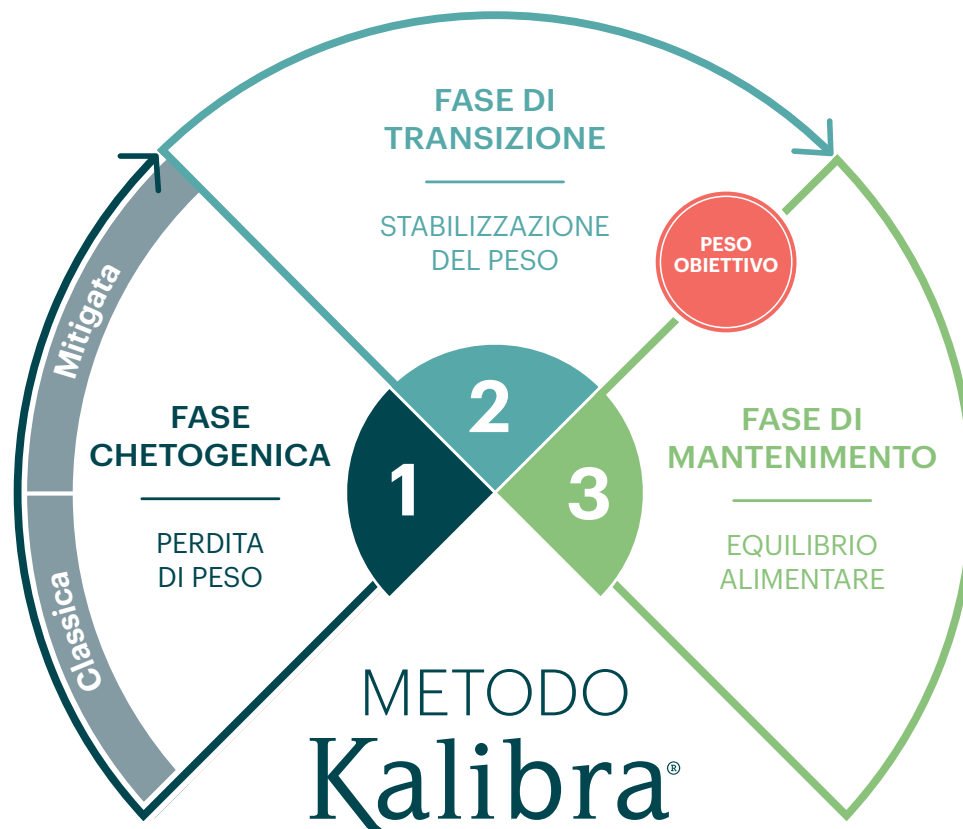 FASE DI
TRANSIZIONE
STABILIZZAZIONE
DEL PESO
PESO
OBIETTIVO
Mitigata
Classica
FASE
CHETOGENICA
PERDITA
DI PESO
1
2
3
FASE DI
MANTENIMENTO
EQUILIBRIO
ALIMENTARE
METODO
Kalibra®